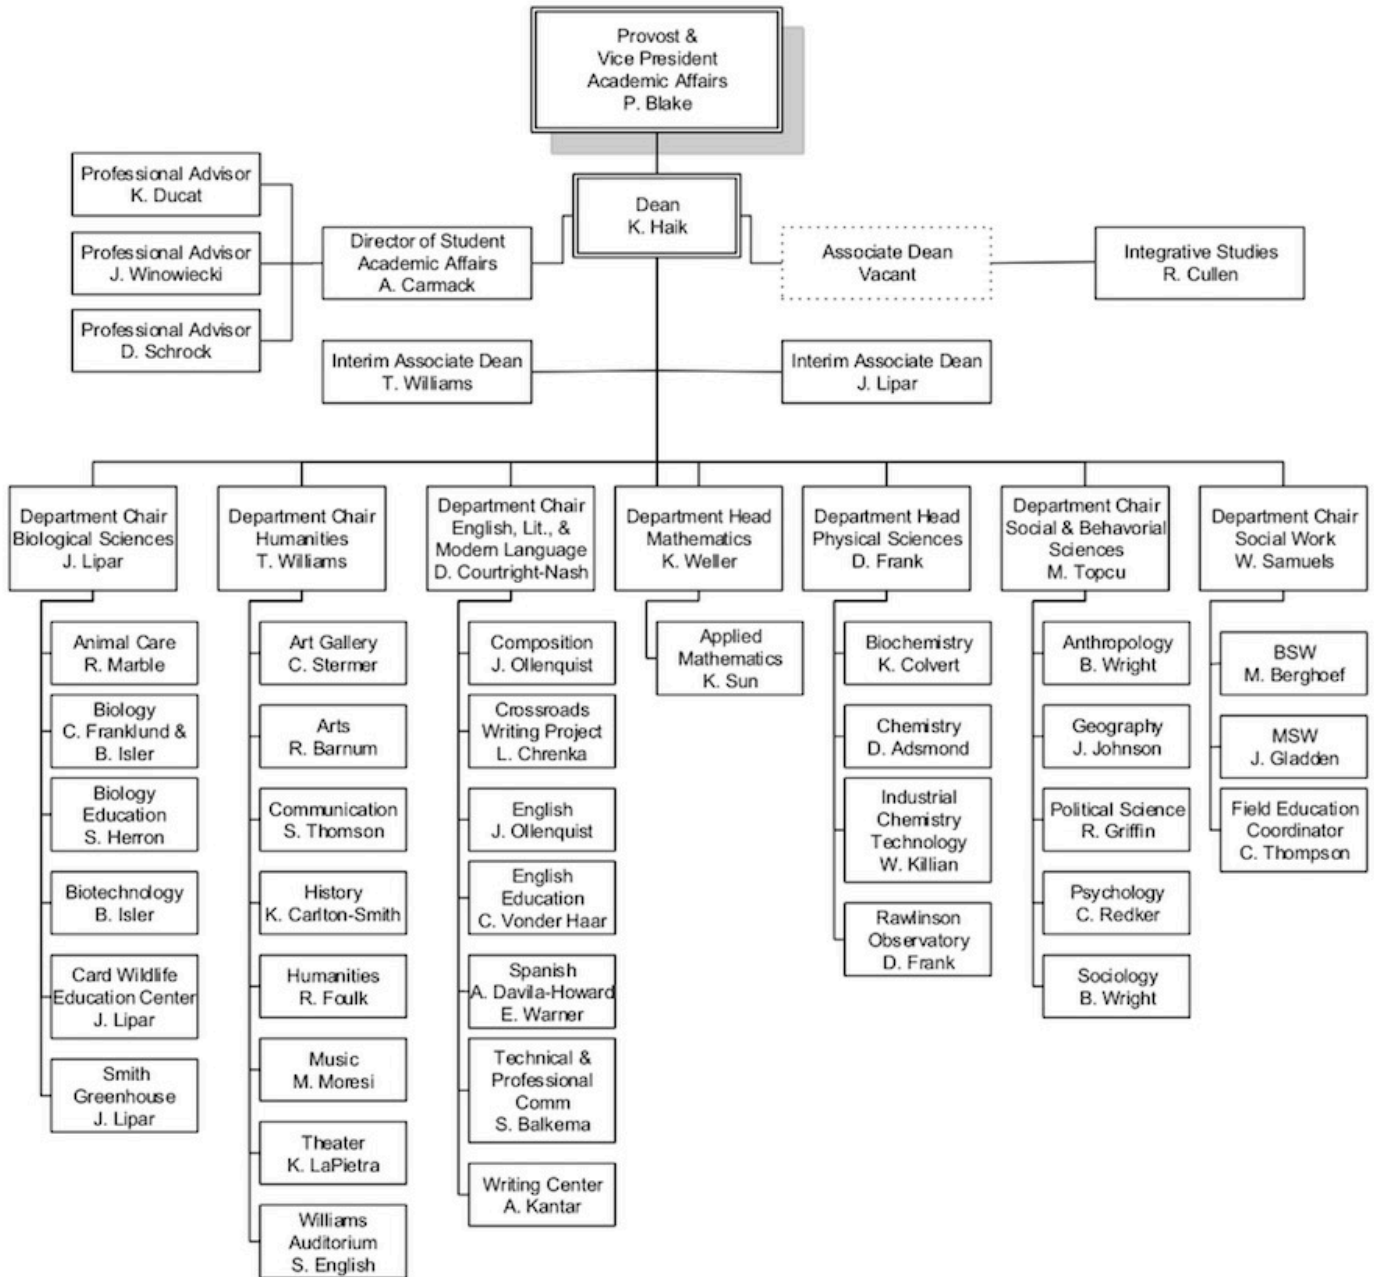 Provost &
Vice President
Academic Affairs
P. Blake
Dean
K. Haik
Professional Advisor
K. Ducat
Professional Advisor
J. Winowiecki
Professional Advisor
D. Schrock
Director of Student
Academic Affairs
A. Carmack
Associate Dean
Vacant
Integrative Studies
R. Cullen
Interim Associate Dean
T. Williams
Interim Associate Dean
J. Lipar
Department Chair
Biological Sciences
J. Lipar
Animal Care
R. Marble
Biology
C. Franklund &
B. Isler
Biology
Education
S. Herron
Biotechnology
B. Isler
Card Wildlife
Education Center
J. Lipar
Smith
Greenhouse
J. Lipar
Department Chair
Humanities
T. Williams
Art Gallery
C. Stermer
Arts
R. Barnum
Communication
S. Thomson
History
K. Carlton-Smith
Humanities
R. Foulk
Music
M. Moresi
Theater
K. LaPietra
Williams
Auditorium
S. English
Department Chair
English, Lit., &
Modern Language
D. Courtright-Nash
Composition
J. Ollenquist
Crossroads
Writing Project
L. Chrenka
English
J. Ollenquist
English
Education
C. Vonder Haar
Spanish
A. Davila-Howard
E. Warner
Technical &
Professional
Comm
S. Balkema
Writing Center
A. Kantar
Department Head
Mathematics
K. Weller
Applied
Mathematics
K. Sun
Department Head
Physical Sciences
D. Frank
Biochemistry
K. Colvert
Chemistry
D. Adsmond
Industrial
Chemistry
Technology
W. Killian
Rawlinson
Observatory
D. Frank
Department Chair
Social & Behavorial
Sciences
M. Topcu
Anthropology
B. Wright
Geography
J. Johnson
Political Science
R. Griffin
Psychology
C. Redker
Sociology
B. Wright
Department Chair
Social Work
W. Samuels
BSW
M. Berghoef
MSW
J. Gladden
Field Education
Coordinator
C. Thompson